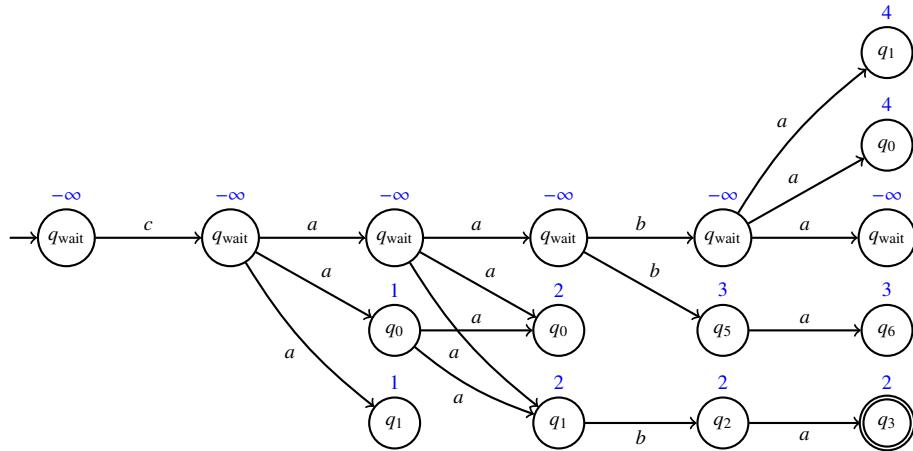 4
q1
a
4
q0
a
−∞ −∞ −∞ −∞ −∞ −∞
qwait c qwait a qwait a qwait b qwait a qwait
a a b
1 2 3 3
q0 a q0 q5 a q6
a a
a
1 2 2 2
q1 q1 b q2 a q3